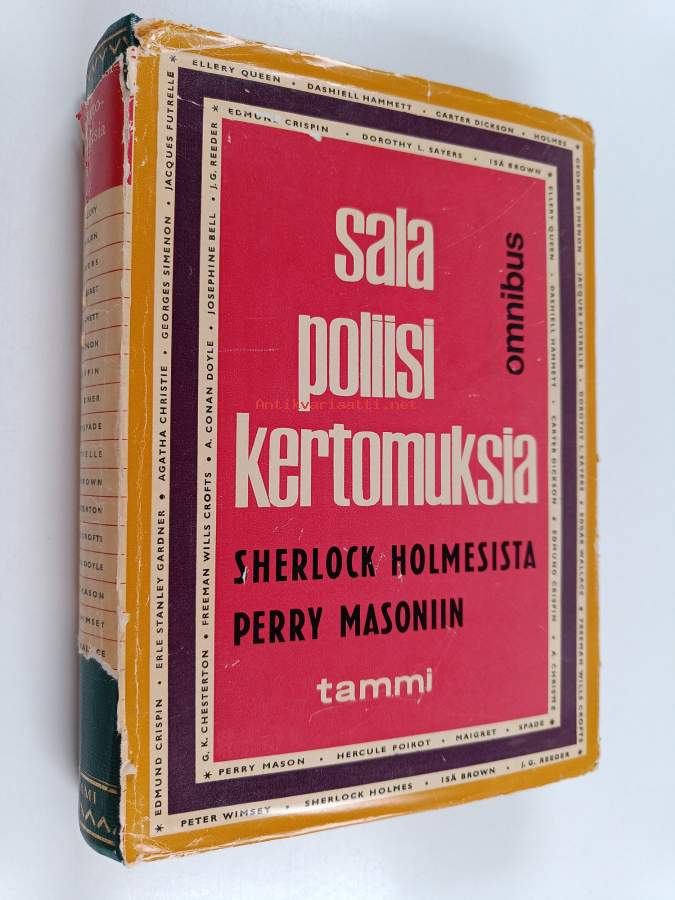 * ELLERY QUEEN • DASHIELL HAMMETT • CARTER DICKSON • HOLMES *
GEORGES SIMENON • JACQUES FUTRELLE • DOROTHY L. SAYERS • EDGAR WALLACE • FREEMAN WILLS CROFTS
* EDMUND CRISPIN • ERLE STANLEY GARDNER • AGATHA CHRISTIE • GEORGES SIMENON • JACQUES FUTRELLE
PETER WIMSEY • SHERLOCK HOLMES • ISÄ BROWN • J. G. REEDER
* EDMUND CRISPIN • DOROTHY L. SAYERS • ISÄ BROWN *
ELLERY QUEEN • DASHIELL HAMMETT • CARTER DICKSON • EDMUND CRISPIN • A. CHRISTIE
* G. K. CHESTERTON • FREEMAN WILLS CROFTS • A. CONAN DOYLE • JOSEPHINE BELL • J. G. REEDER
PERRY MASON • HERCULE POIROT • MAIGRET • SPADE *
sala
poliisi
kertomuksia
omnibus
Antikvariaatti.net
SHERLOCK HOLMESISTA
PERRY MASONIIN
tammi